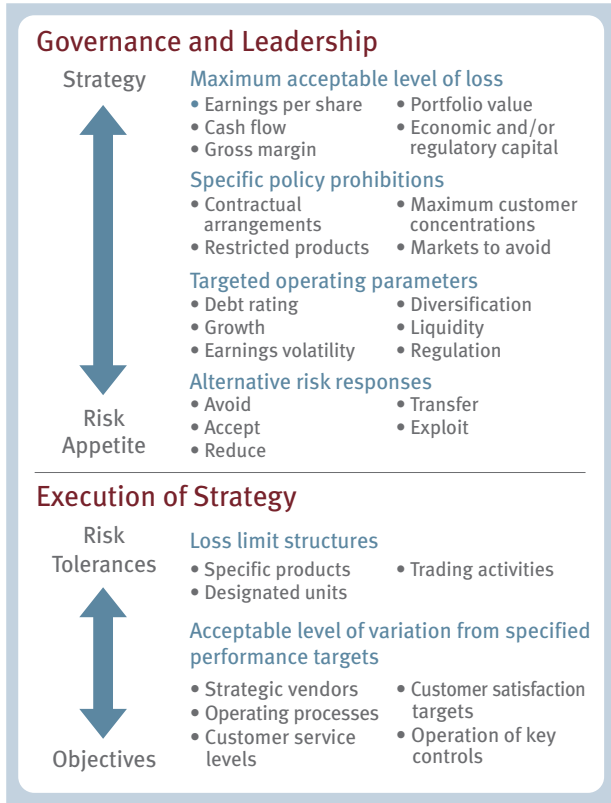 Governance and Leadership
Strategy
Maximum acceptable level of loss
• Earnings per share
• Cash flow
• Gross margin
• Portfolio value
• Economic and/or
regulatory capital
Specific policy prohibitions
• Contractual
arrangements
• Restricted products
• Maximum customer
concentrations
• Markets to avoid
Targeted operating parameters
• Debt rating
• Growth
• Earnings volatility
• Diversification
• Liquidity
• Regulation
Alternative risk responses
• Avoid
• Accept
• Reduce
• Transfer
• Exploit
Risk
Appetite
Execution of Strategy
Risk
Tolerances
Loss limit structures
• Specific products
• Designated units
• Trading activities
Acceptable level of variation from specified
performance targets
• Strategic vendors
• Operating processes
• Customer service
levels
• Customer satisfaction
targets
• Operation of key
controls
Objectives